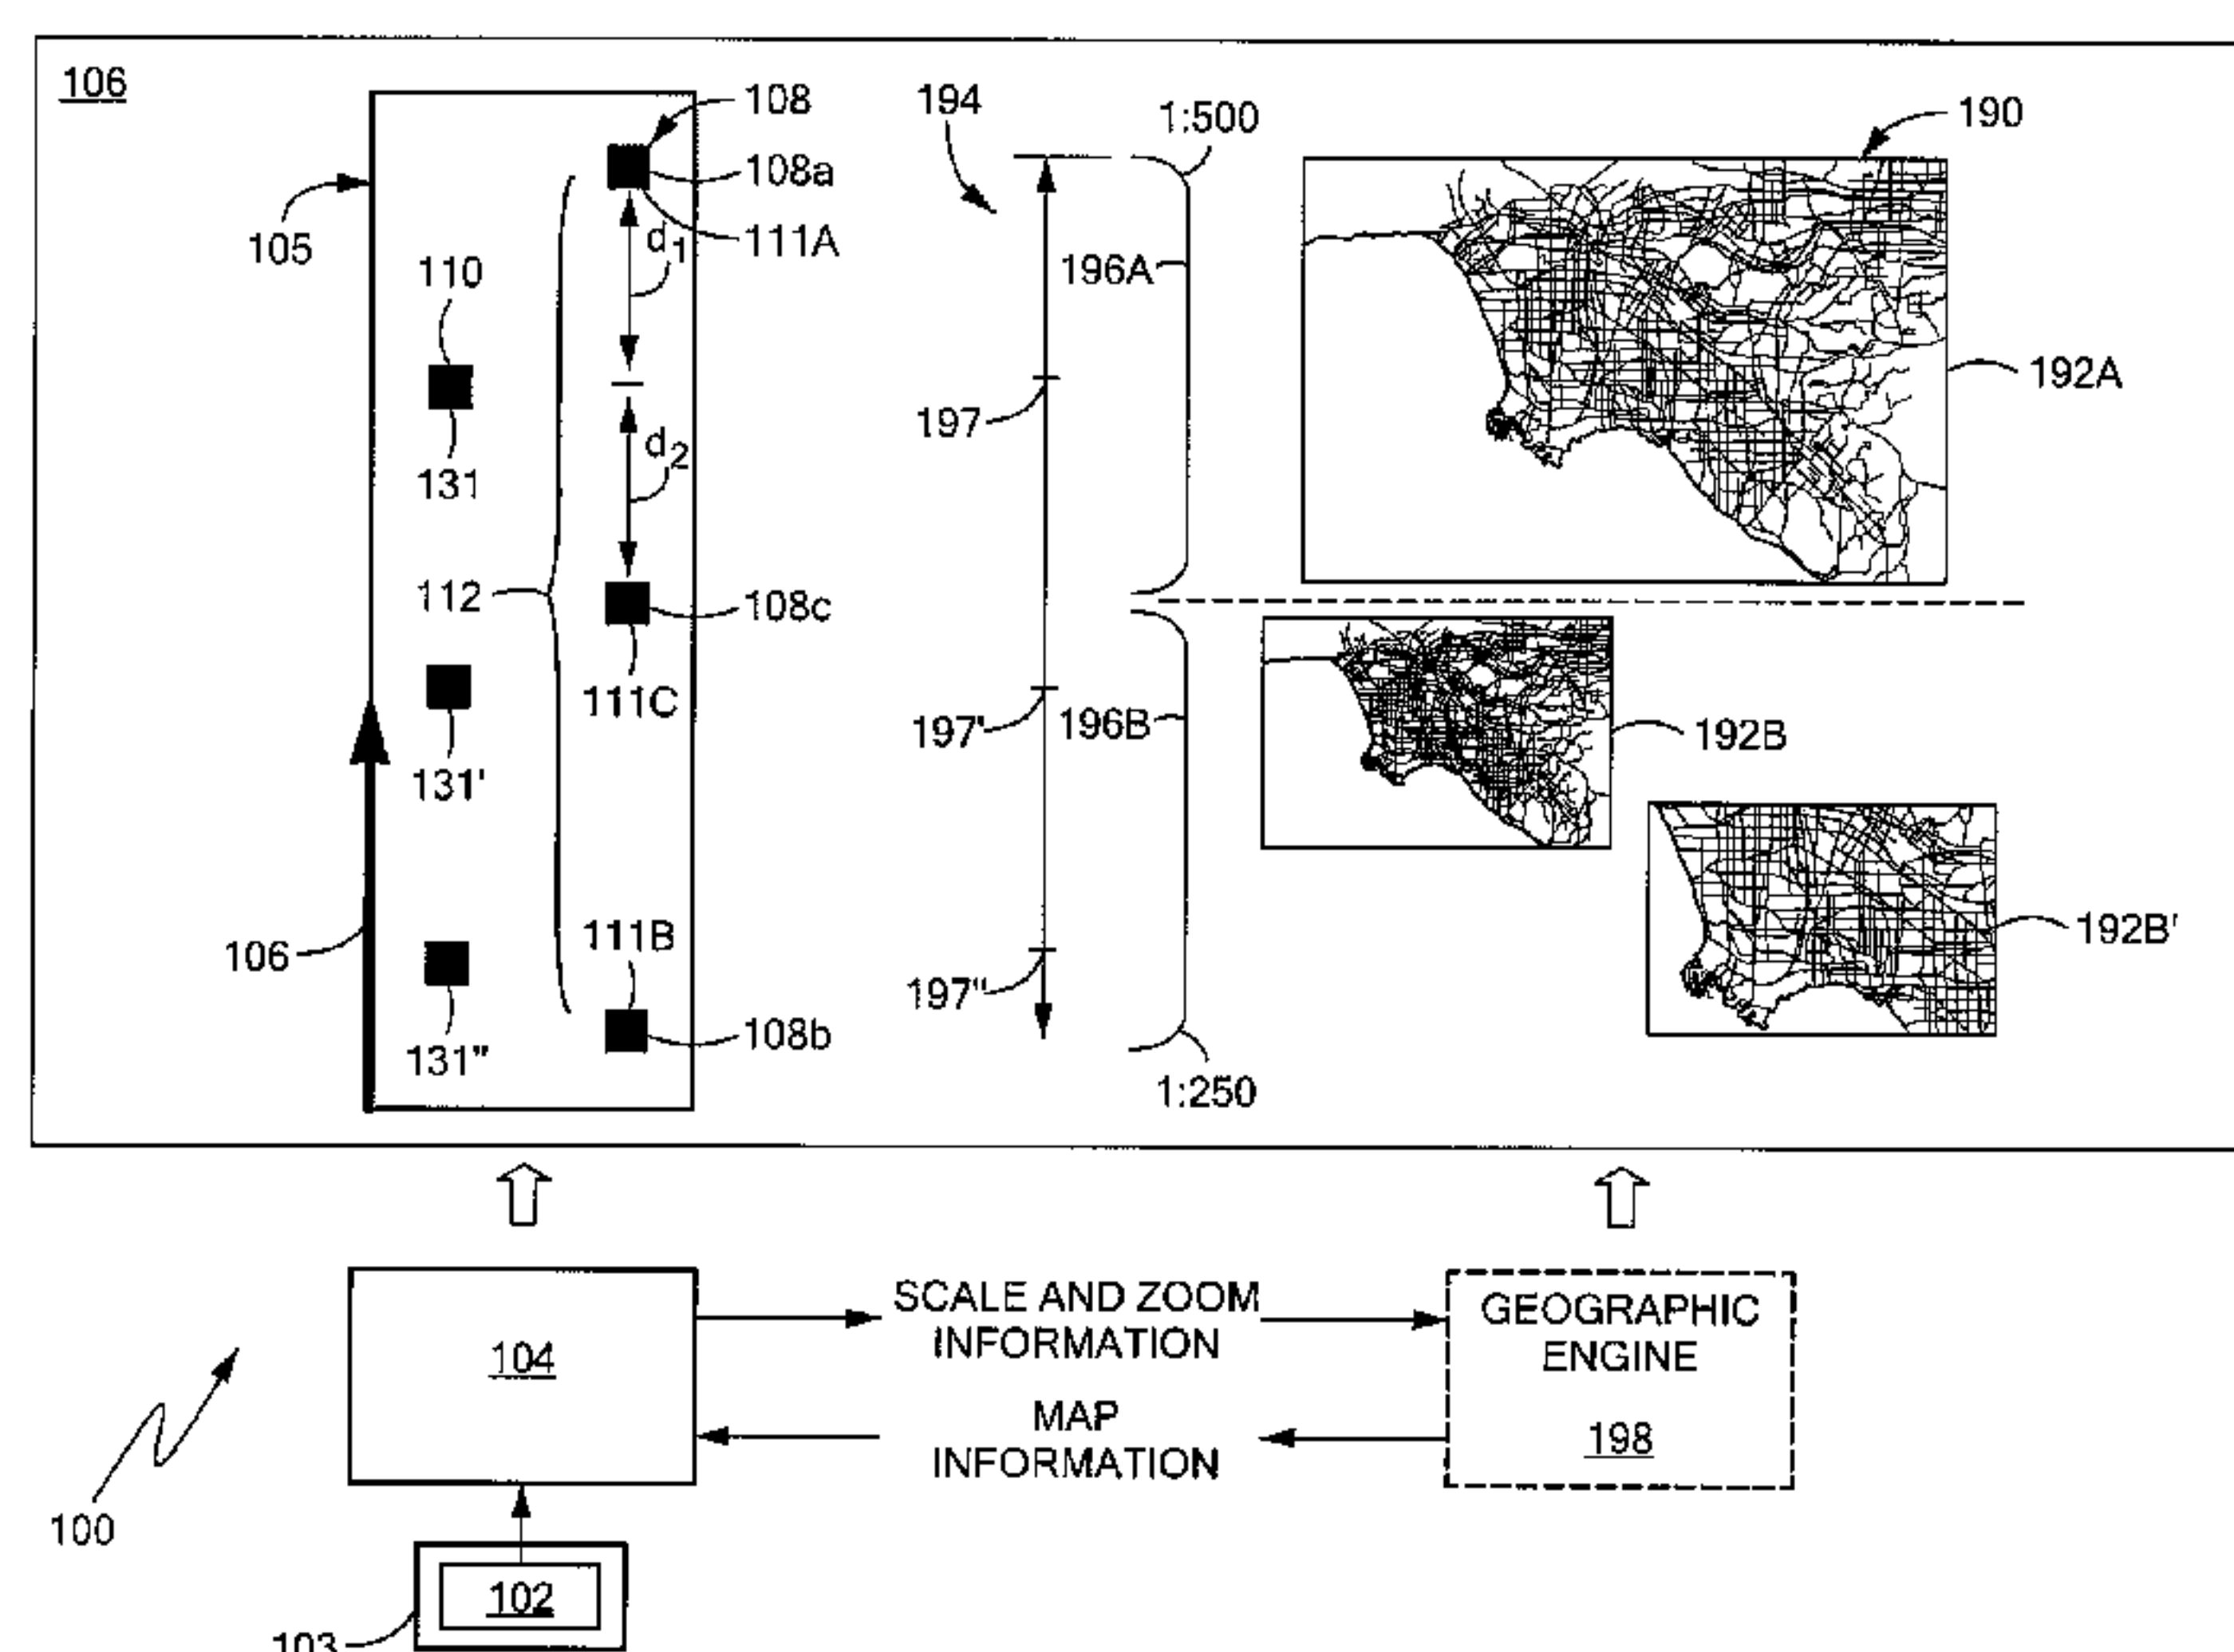 106
108
108a
111A
d1
105
110
131
112
d2
108c
111C
131'
106
111B
131"
108b
194
1:500
190
196A
197
192A
197'
196B
192B
197"
192B'
1:250
104
SCALE AND ZOOM
INFORMATION
MAP
INFORMATION
GEOGRAPHIC
ENGINE
198
100
102
103